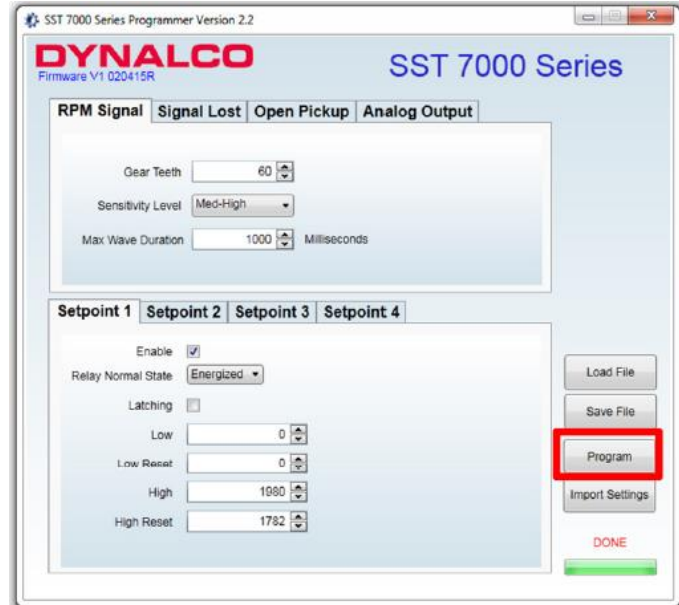 SST 7000 Series Programmer Version 2.2
DYNALCO
SST 7000 Series
Firmware V1 020415R
RPM Signal Signal Lost Open Pickup Analog Output
Gear Teeth 60
Sensitivity Level Med-High
Max Wave Duration 1000 Milliseconds
Setpoint 1 Setpoint 2 Setpoint 3 Setpoint 4
Enable
Relay Normal State Energized
Latching
Low 0
Low Reset 0
High 1980
High Reset 1782
Load File
Save File
Program
Import Settings
DONE